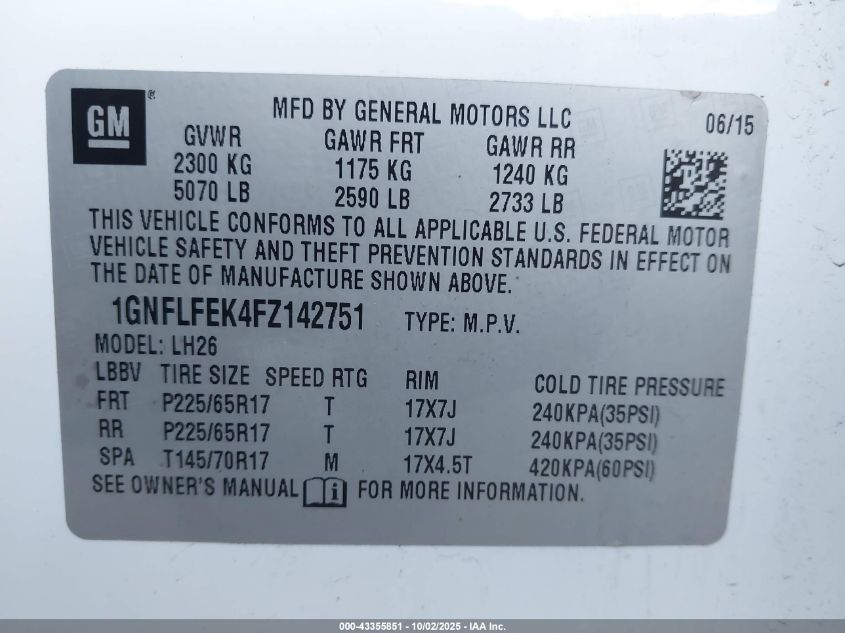 GM®
MFD BY GENERAL MOTORS LLC
06/15
GVWR GAWR FRT GAWR RR
2300 KG 1175 KG 1240 KG
5070 LB 2590 LB 2733 LB
THIS VEHICLE CONFORMS TO ALL APPLICABLE U.S. FEDERAL MOTOR
VEHICLE SAFETY AND THEFT PREVENTION STANDARDS IN EFFECT ON
THE DATE OF MANUFACTURE SHOWN ABOVE.
1GNFLFEK4FZ142751 TYPE: M.P.V.
MODEL: LH26
LBBV TIRE SIZE SPEED RTG RIM COLD TIRE PRESSURE
FRT P225/65R17 T 17X7J 240KPA(35PSI)
RR P225/65R17 T 17X7J 240KPA(35PSI)
SPA T145/70R17 M 17X4.5T 420KPA(60PSI)
SEE OWNER'S MANUAL i FOR MORE INFORMATION.
000-43355851 - 10/02/2025 - IAA Inc.